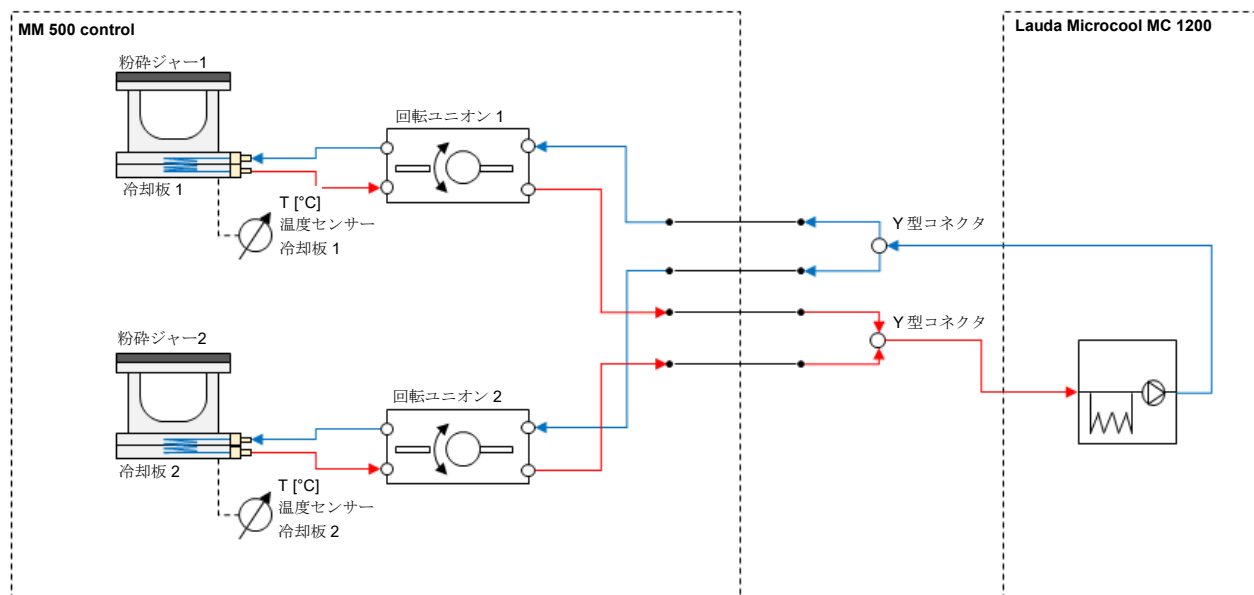 MM 500 control
Lauda Microcool MC 1200
粉砕ジャー1
回転ユニオン 1
冷却板 1
T [°C]
温度センサー
冷却板 1
Y 型コネクタ
Y 型コネクタ
粉砕ジャー2
回転ユニオン 2
冷却板 2
T [°C]
温度センサー
冷却板 2